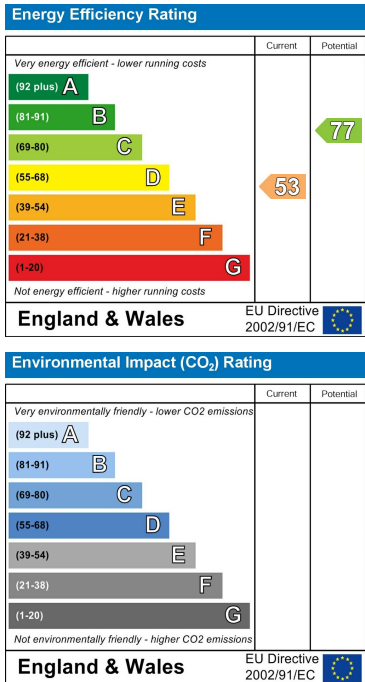 Energy Efficiency Rating
Current Potential
Very energy efficient - lower running costs
(92 plus) A
(81-91) B
(69-80) C
77
(55-68) D
53
(39-54) E
(21-38) F
(1-20) G
Not energy efficient - higher running costs
England & Wales
EU Directive
2002/91/EC
Environmental Impact (CO₂) Rating
Current Potential
Very environmentally friendly - lower CO2 emissions
(92 plus) A
(81-91) B
(69-80) C
(55-68) D
(39-54) E
(21-38) F
(1-20) G
Not environmentally friendly - higher CO2 emissions
England & Wales
EU Directive
2002/91/EC